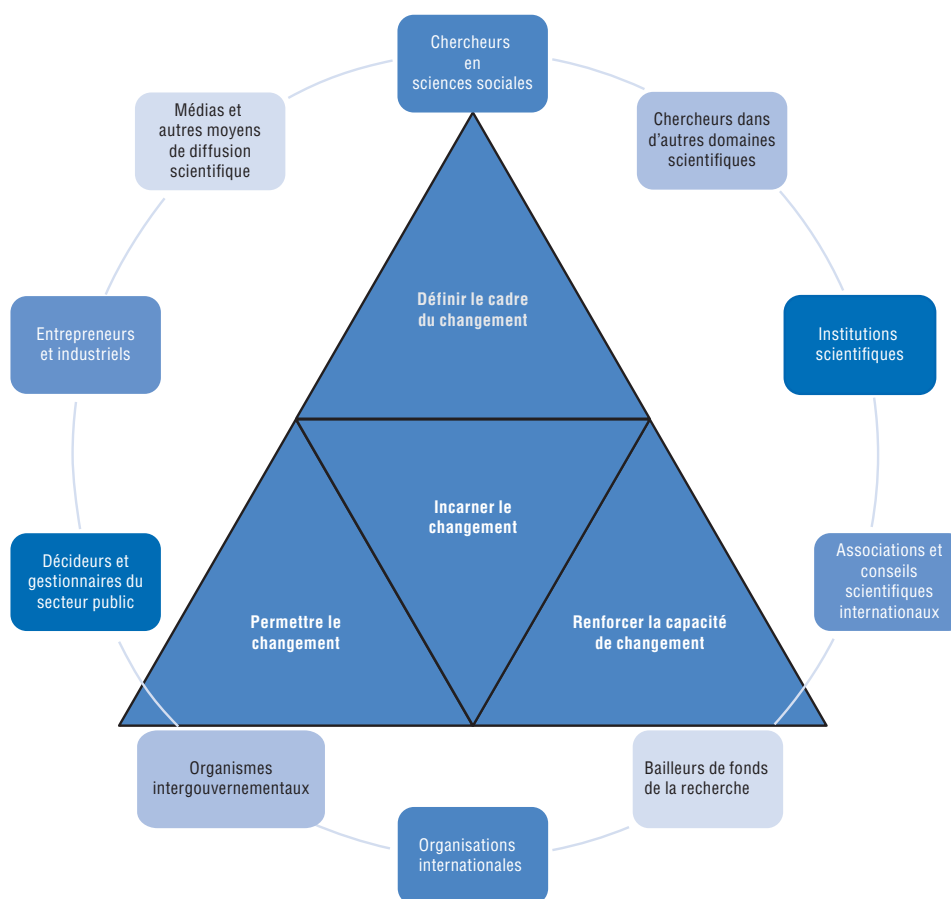 Chercheurs
en
sciences sociales
Médias et
autres moyens
de diffusion
scientifique
Chercheurs dans
d'autres domaines
scientifiques
Définir le cadre
du changement
Entrepreneurs
et industriels
Institutions
scientifiques
Incarner le
changement
Décideurs et
gestionnaires du
secteur public
Associations et
conseils
scientifiques
internationaux
Permettre le
changement
Renforcer la capacité
de changement
Organismes
intergouvernementaux
Bailleurs de fonds
de la recherche
Organisations
internationales